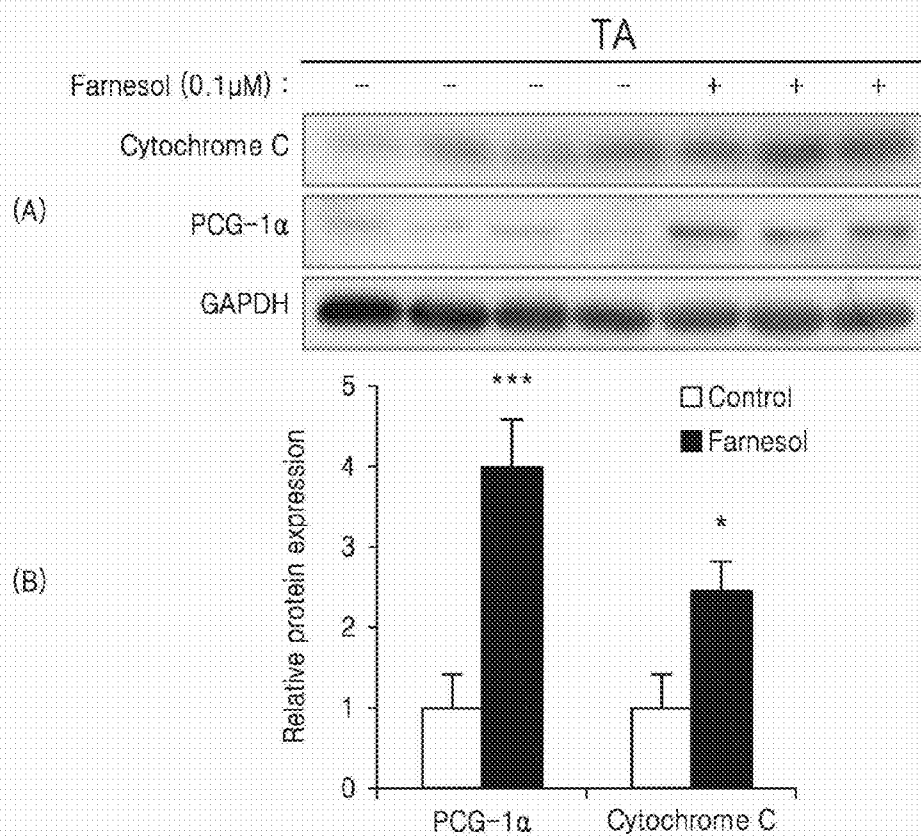 TA
Farnesol (0.1μM) : - - - - + + +
Cytochrome C
(A)
PCG-1α
GAPDH
5
***
Control
Farnesol
4
3
*
2
1
0
Relative protein expression
(B)
PCG-1α Cytochrome C